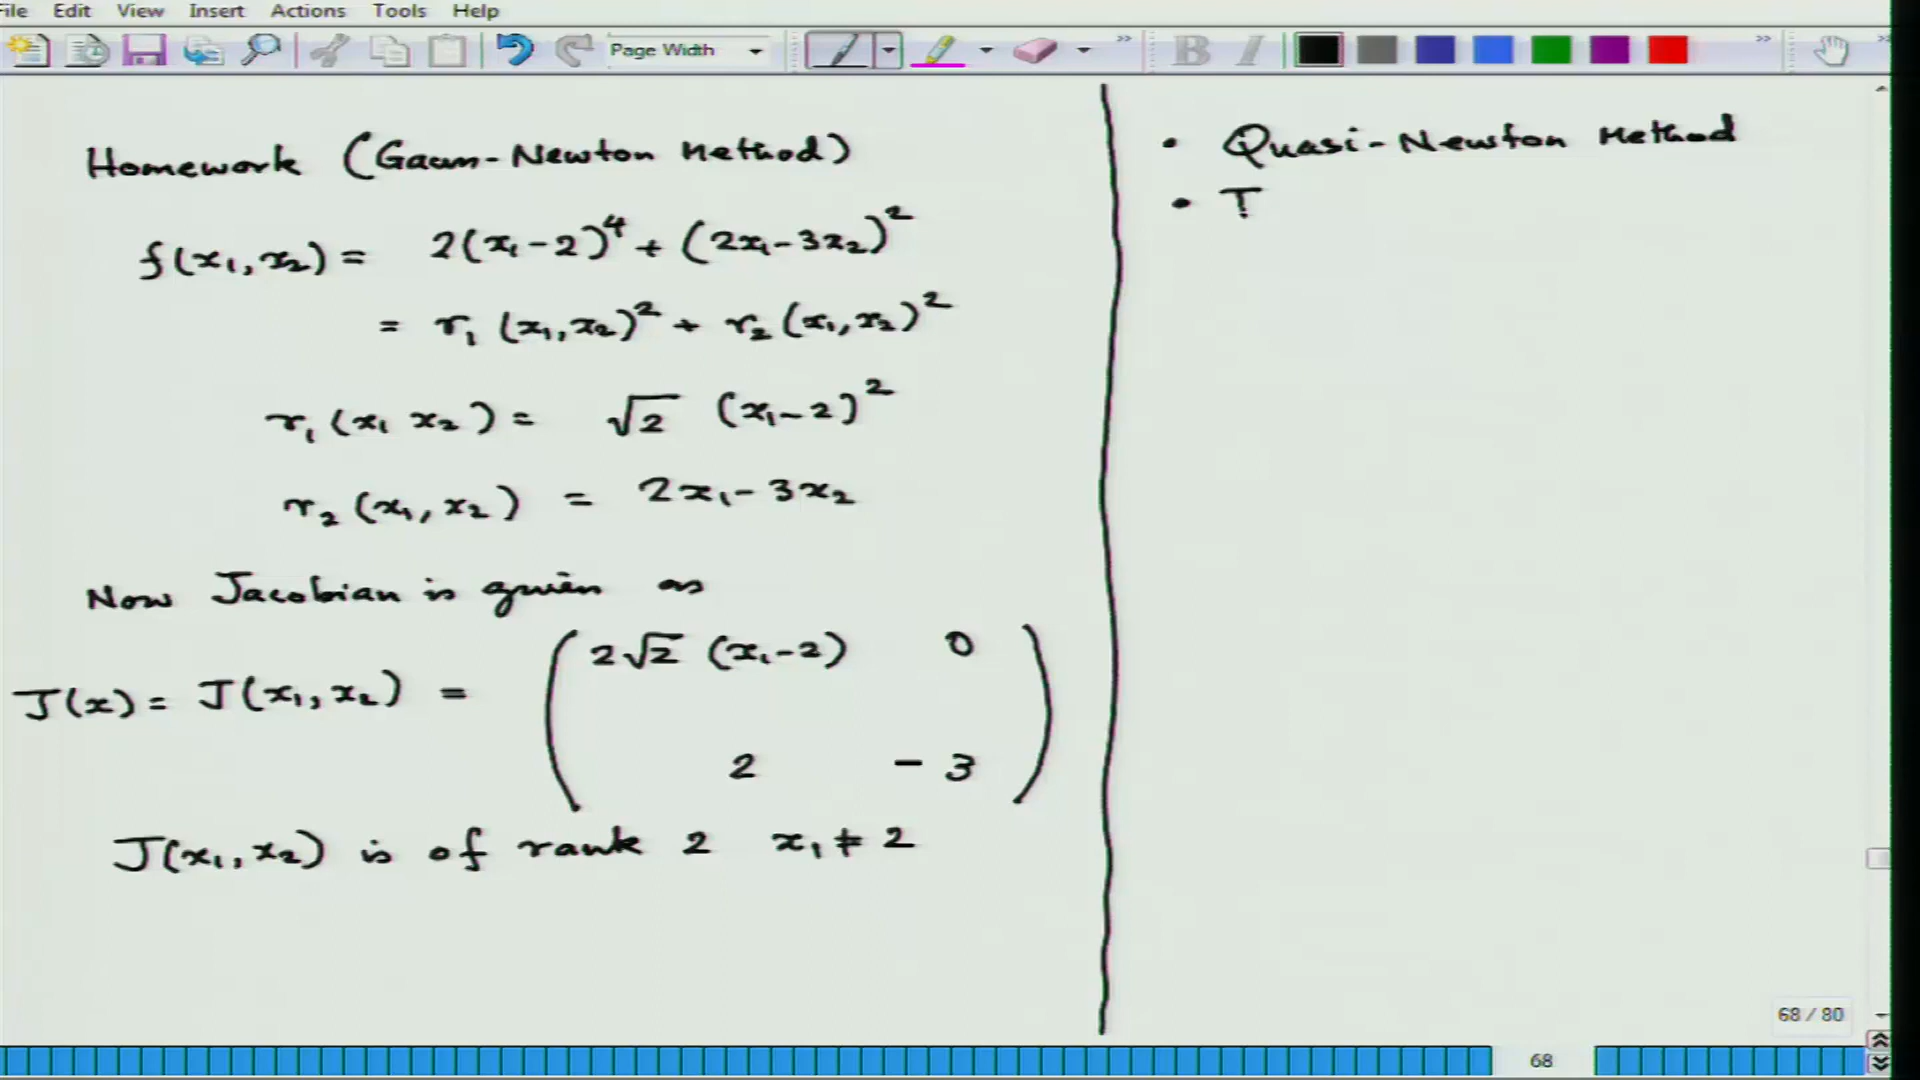 File Edit View Insert Actions Tools Help
Page Width
B I
Homework (Gauss-Newton Method)
f(x₁,x₂) = 2(x₁-2)⁴ + (2x₁-3x₂)²
= r₁(x₁,x₂)² + r₂(x₁,x₂)²
r₁(x₁ x₂) = √2 (x₁-2)²
r₂(x₁,x₂) = 2x₁-3x₂
Now Jacobian is given as
J(x) = J(x₁,x₂) = ( 2√2 (x₁-2) 0
2 -3 )
J(x₁,x₂) is of rank 2 x₁≠2
• Quasi-Newton Method
• T
68 / 80
68